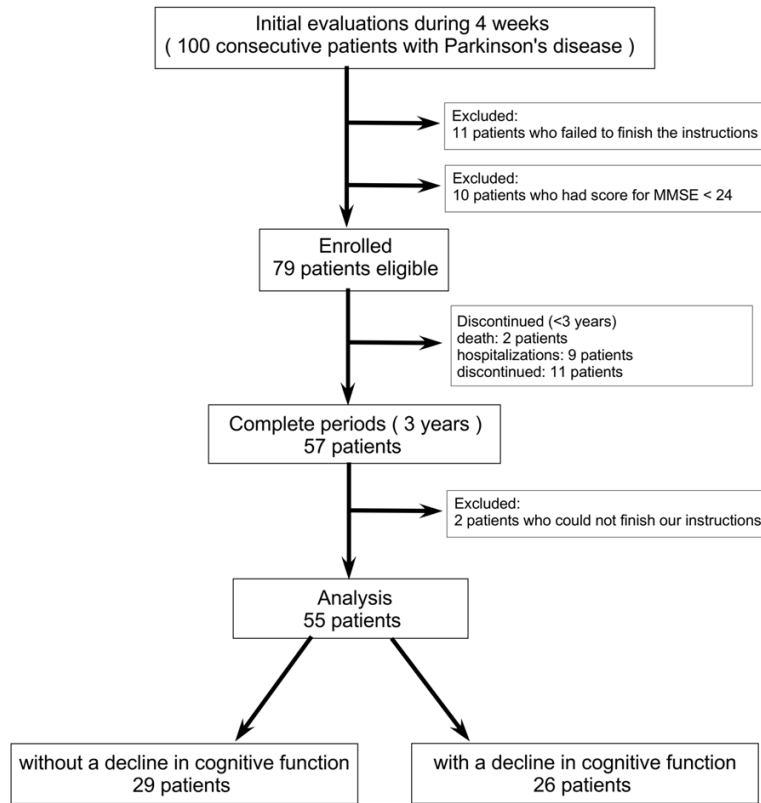 Initial evaluations during 4 weeks
( 100 consecutive patients with Parkinson's disease )
Excluded:
11 patients who failed to finish the instructions
Excluded:
10 patients who had score for MMSE < 24
Enrolled
79 patients eligible
Discontinued (<3 years)
death: 2 patients
hospitalizations: 9 patients
discontinued: 11 patients
Complete periods ( 3 years )
57 patients
Excluded:
2 patients who could not finish our instructions
Analysis
55 patients
without a decline in cognitive function
29 patients
with a decline in cognitive function
26 patients